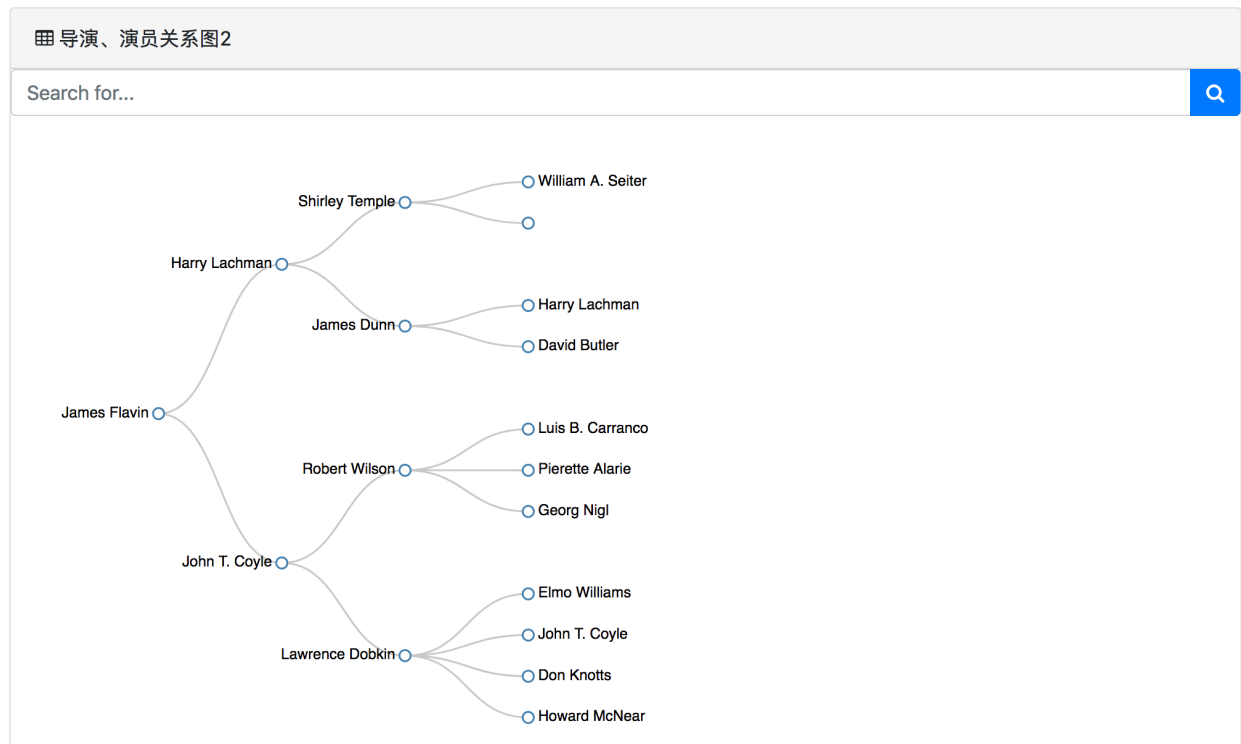 导演、演员关系图2
Search for...
William A. Seiter
Shirley Temple
Harry Lachman
Harry Lachman
James Dunn
David Butler
James Flavin
Luis B. Carranco
Robert Wilson
Pierette Alarie
Georg Nigl
John T. Coyle
Elmo Williams
John T. Coyle
Lawrence Dobkin
Don Knotts
Howard McNear